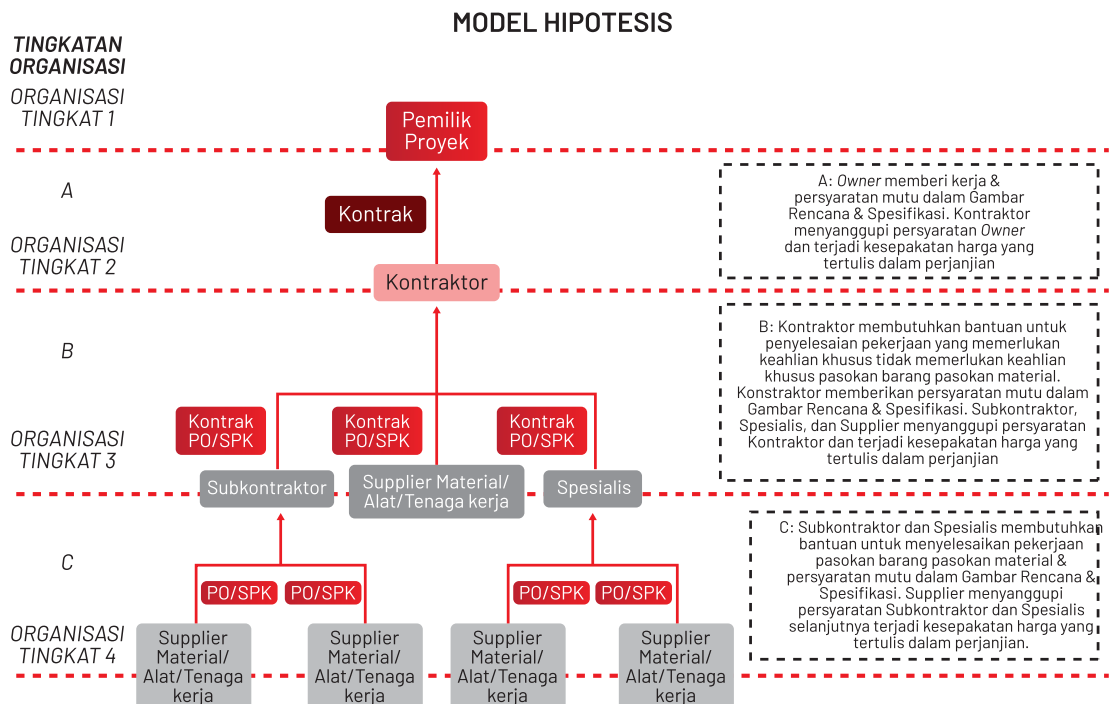 MODEL HIPOTESIS
TINGKATAN
ORGANISASI
ORGANISASI
TINGKAT 1
Pemilik
Proyek
A
Kontrak
A: Owner memberi kerja &
persyaratan mutu dalam Gambar
Rencana & Spesifikasi. Kontraktor
menyanggupi persyaratan Owner
dan terjadi kesepakatan harga yang
tertulis dalam perjanjian
ORGANISASI
TINGKAT 2
Kontraktor
B
B: Kontraktor membutuhkan bantuan untuk
penyelesaian pekerjaan yang memerlukan
keahlian khusus tidak memerlukan keahlian
khusus pasokan barang pasokan material.
Konstraktor memberikan persyaratan mutu dalam
Gambar Rencana & Spesifikasi. Subkontraktor,
Spesialis, dan Supplier menyanggupi persyaratan
Kontraktor dan terjadi kesepakatan harga yang
tertulis dalam perjanjian
Kontrak
PO/SPK
Kontrak
PO/SPK
Kontrak
PO/SPK
ORGANISASI
TINGKAT 3
Subkontraktor
Supplier Material/
Alat/Tenaga kerja
Spesialis
C
C: Subkontraktor dan Spesialis membutuhkan
bantuan untuk menyelesaikan pekerjaan
pasokan barang pasokan material &
persyaratan mutu dalam Gambar Rencana &
Spesifikasi. Supplier menyanggupi
persyaratan Subkontraktor dan Spesialis
selanjutnya terjadi kesepakatan harga yang
tertulis dalam perjanjian.
PO/SPK
PO/SPK
PO/SPK
PO/SPK
ORGANISASI
TINGKAT 4
Supplier
Material/
Alat/Tenaga
kerja
Supplier
Material/
Alat/Tenaga
kerja
Supplier
Material/
Alat/Tenaga
kerja
Supplier
Material/
Alat/Tenaga
kerja